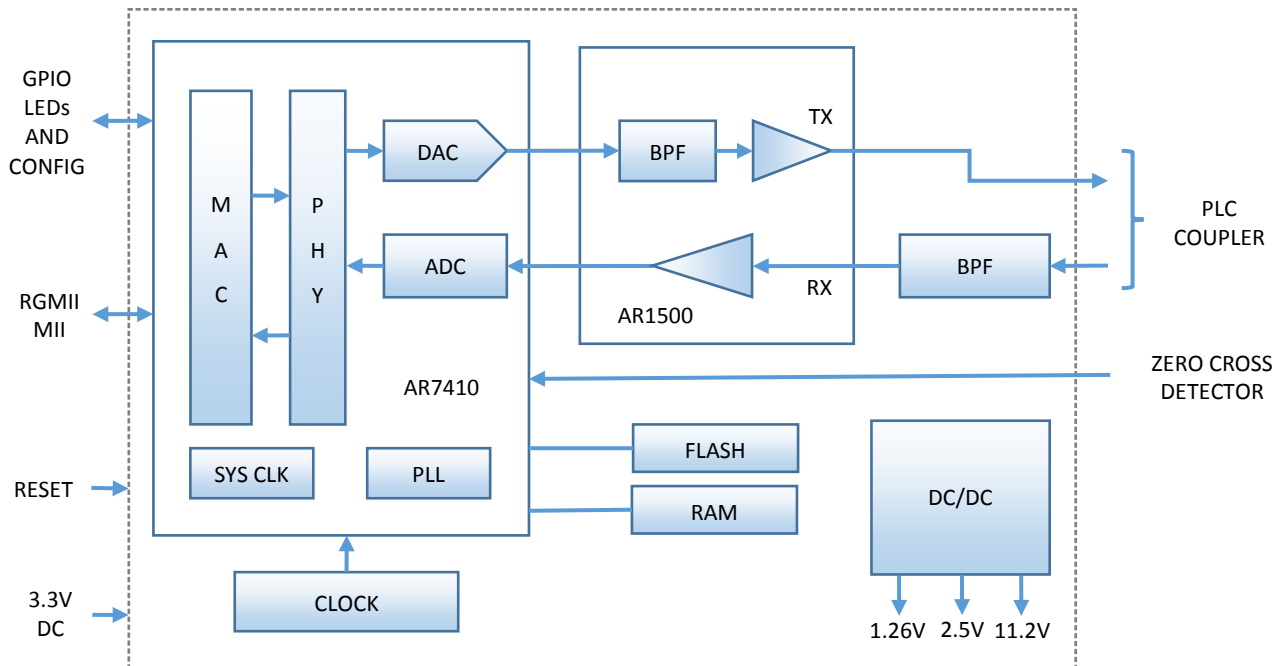 GPIO
LEDs
AND
CONFIG
RGMII
MII
RESET
3.3V
DC
M
A
C
P
H
Y
DAC
ADC
AR7410
SYS CLK
PLL
CLOCK
BPF
TX
RX
AR1500
BPF
PLC
COUPLER
ZERO CROSS
DETECTOR
FLASH
RAM
DC/DC
1.26V
2.5V
11.2V